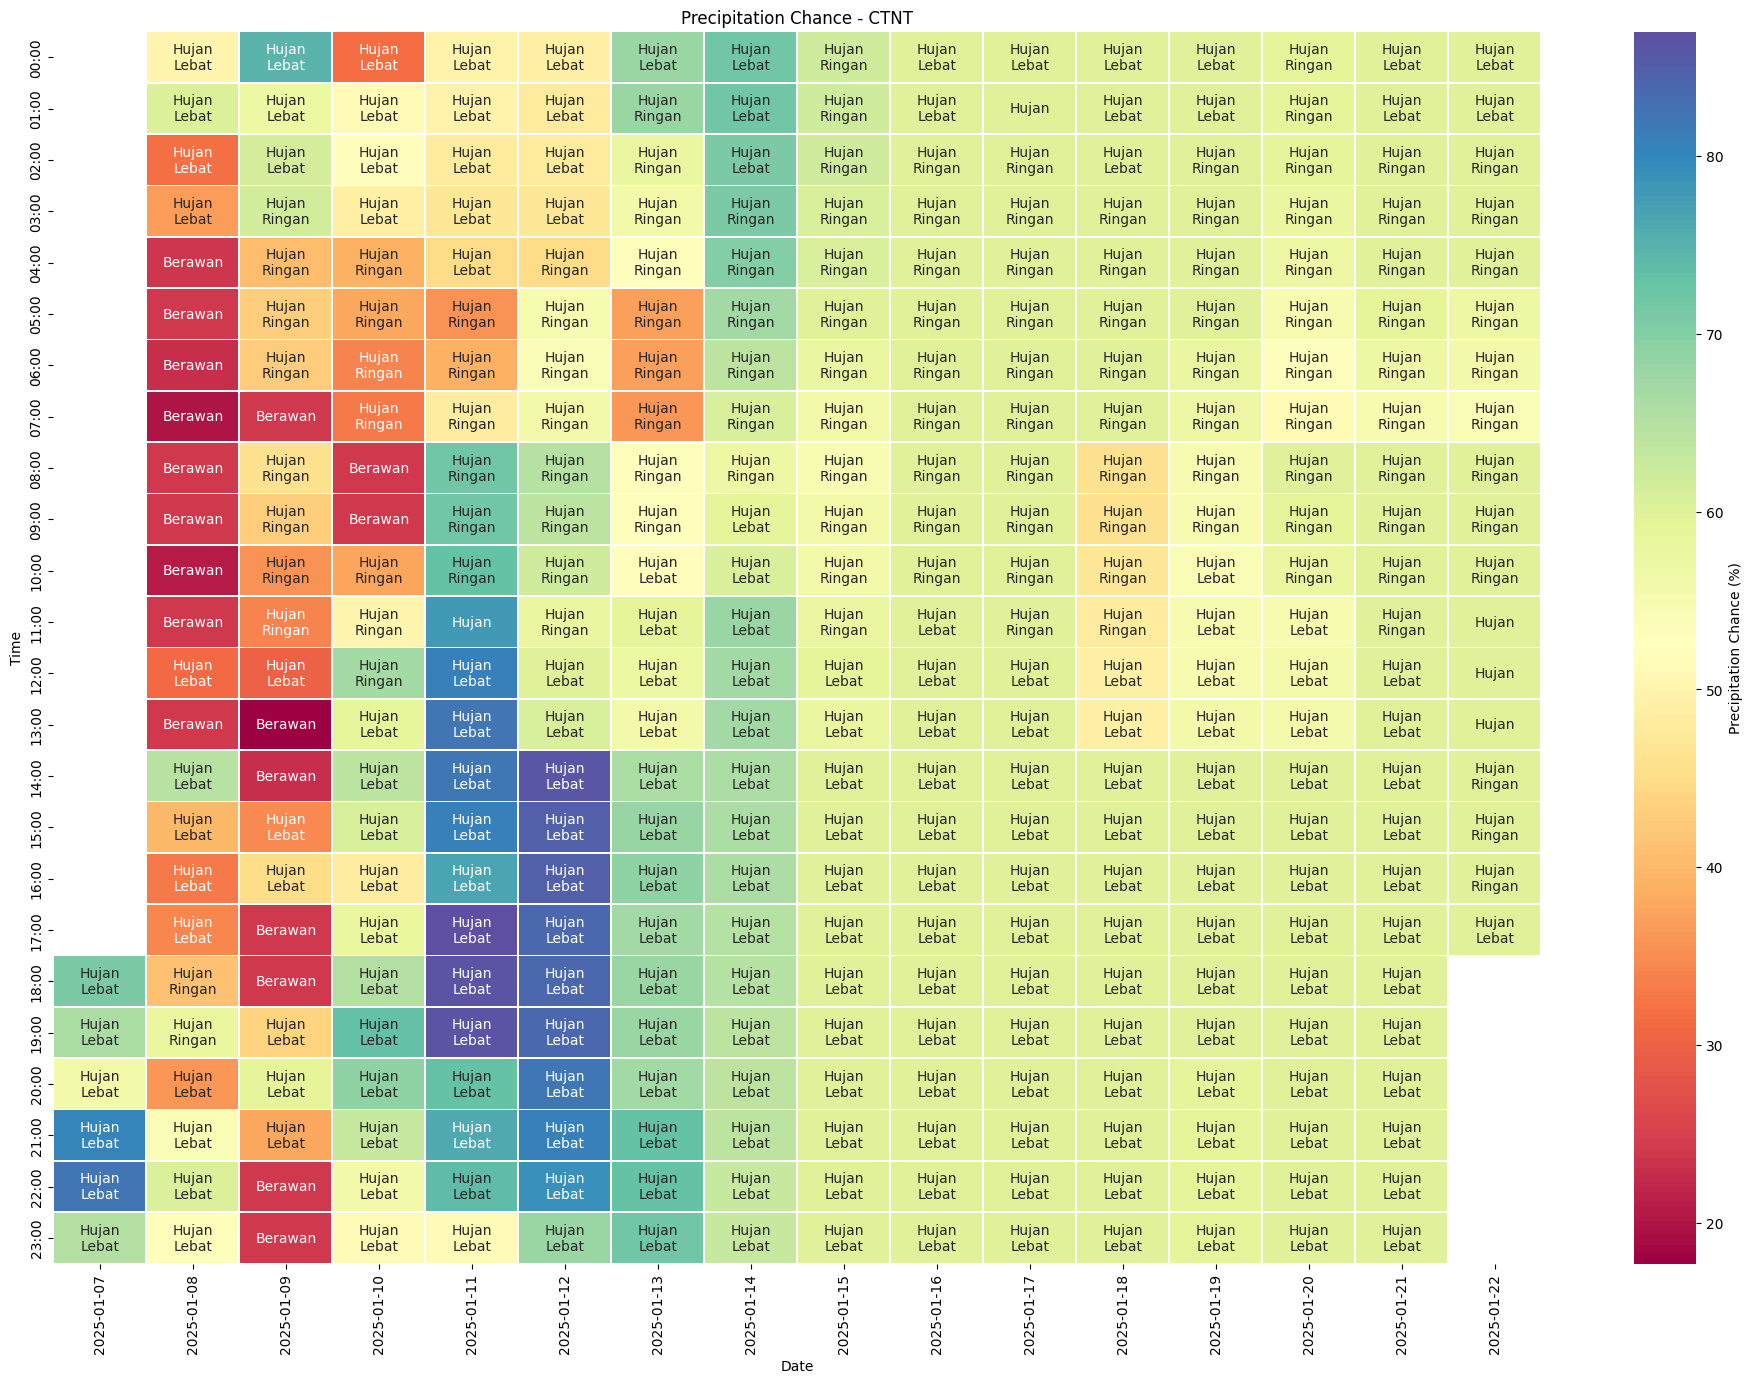 Precipitation Chance - CTNT
00:00 Hujan Lebat Hujan Lebat Hujan Lebat Hujan Lebat Hujan Lebat Hujan Lebat Hujan Lebat Hujan Ringan Hujan Lebat Hujan Lebat Hujan Lebat Hujan Lebat Hujan Ringan Hujan Lebat Hujan Lebat
01:00 Hujan Lebat Hujan Lebat Hujan Lebat Hujan Lebat Hujan Lebat Hujan Ringan Hujan Lebat Hujan Ringan Hujan Lebat Hujan Hujan Lebat Hujan Lebat Hujan Ringan Hujan Lebat Hujan Lebat
02:00 Hujan Lebat Hujan Lebat Hujan Lebat Hujan Lebat Hujan Lebat Hujan Ringan Hujan Lebat Hujan Ringan Hujan Ringan Hujan Ringan Hujan Lebat Hujan Ringan Hujan Ringan Hujan Ringan Hujan Ringan
03:00 Hujan Lebat Hujan Ringan Hujan Lebat Hujan Lebat Hujan Lebat Hujan Ringan Hujan Ringan Hujan Ringan Hujan Ringan Hujan Ringan Hujan Ringan Hujan Ringan Hujan Ringan Hujan Ringan Hujan Ringan
04:00 Berawan Hujan Ringan Hujan Ringan Hujan Lebat Hujan Ringan Hujan Ringan Hujan Ringan Hujan Ringan Hujan Ringan Hujan Ringan Hujan Ringan Hujan Ringan Hujan Ringan Hujan Ringan Hujan Ringan
05:00 Berawan Hujan Ringan Hujan Ringan Hujan Ringan Hujan Ringan Hujan Ringan Hujan Ringan Hujan Ringan Hujan Ringan Hujan Ringan Hujan Ringan Hujan Ringan Hujan Ringan Hujan Ringan Hujan Ringan
06:00 Berawan Hujan Ringan Hujan Ringan Hujan Ringan Hujan Ringan Hujan Ringan Hujan Ringan Hujan Ringan Hujan Ringan Hujan Ringan Hujan Ringan Hujan Ringan Hujan Ringan Hujan Ringan Hujan Ringan
07:00 Berawan Berawan Hujan Ringan Hujan Ringan Hujan Ringan Hujan Ringan Hujan Ringan Hujan Ringan Hujan Ringan Hujan Ringan Hujan Ringan Hujan Ringan Hujan Ringan Hujan Ringan Hujan Ringan
08:00 Berawan Hujan Ringan Berawan Hujan Ringan Hujan Ringan Hujan Ringan Hujan Ringan Hujan Ringan Hujan Ringan Hujan Ringan Hujan Ringan Hujan Ringan Hujan Ringan Hujan Ringan Hujan Ringan
09:00 Berawan Hujan Ringan Berawan Hujan Ringan Hujan Ringan Hujan Ringan Hujan Lebat Hujan Ringan Hujan Ringan Hujan Ringan Hujan Ringan Hujan Ringan Hujan Ringan Hujan Ringan Hujan Ringan
10:00 Berawan Hujan Ringan Hujan Ringan Hujan Ringan Hujan Ringan Hujan Lebat Hujan Lebat Hujan Ringan Hujan Ringan Hujan Ringan Hujan Ringan Hujan Lebat Hujan Ringan Hujan Ringan Hujan Ringan
11:00 Berawan Hujan Ringan Hujan Ringan Hujan Hujan Ringan Hujan Lebat Hujan Lebat Hujan Ringan Hujan Lebat Hujan Ringan Hujan Ringan Hujan Lebat Hujan Lebat Hujan Ringan Hujan
12:00 Hujan Lebat Hujan Lebat Hujan Ringan Hujan Lebat Hujan Lebat Hujan Lebat Hujan Lebat Hujan Lebat Hujan Lebat Hujan Lebat Hujan Lebat Hujan Lebat Hujan Lebat Hujan Lebat Hujan
13:00 Berawan Berawan Hujan Lebat Hujan Lebat Hujan Lebat Hujan Lebat Hujan Lebat Hujan Lebat Hujan Lebat Hujan Lebat Hujan Lebat Hujan Lebat Hujan Lebat Hujan Lebat Hujan
14:00 Hujan Lebat Berawan Hujan Lebat Hujan Lebat Hujan Lebat Hujan Lebat Hujan Lebat Hujan Lebat Hujan Lebat Hujan Lebat Hujan Lebat Hujan Lebat Hujan Lebat Hujan Lebat Hujan Ringan
15:00 Hujan Lebat Hujan Lebat Hujan Lebat Hujan Lebat Hujan Lebat Hujan Lebat Hujan Lebat Hujan Lebat Hujan Lebat Hujan Lebat Hujan Lebat Hujan Lebat Hujan Lebat Hujan Lebat Hujan Ringan
16:00 Hujan Lebat Hujan Lebat Hujan Lebat Hujan Lebat Hujan Lebat Hujan Lebat Hujan Lebat Hujan Lebat Hujan Lebat Hujan Lebat Hujan Lebat Hujan Lebat Hujan Lebat Hujan Lebat Hujan Ringan
17:00 Hujan Lebat Berawan Hujan Lebat Hujan Lebat Hujan Lebat Hujan Lebat Hujan Lebat Hujan Lebat Hujan Lebat Hujan Lebat Hujan Lebat Hujan Lebat Hujan Lebat Hujan Lebat Hujan Lebat
18:00 Hujan Lebat Hujan Ringan Berawan Hujan Lebat Hujan Lebat Hujan Lebat Hujan Lebat Hujan Lebat Hujan Lebat Hujan Lebat Hujan Lebat Hujan Lebat Hujan Lebat Hujan Lebat Hujan Lebat
19:00 Hujan Lebat Hujan Ringan Hujan Lebat Hujan Lebat Hujan Lebat Hujan Lebat Hujan Lebat Hujan Lebat Hujan Lebat Hujan Lebat Hujan Lebat Hujan Lebat Hujan Lebat Hujan Lebat Hujan Lebat
20:00 Hujan Lebat Hujan Lebat Hujan Lebat Hujan Lebat Hujan Lebat Hujan Lebat Hujan Lebat Hujan Lebat Hujan Lebat Hujan Lebat Hujan Lebat Hujan Lebat Hujan Lebat Hujan Lebat Hujan Lebat
21:00 Hujan Lebat Hujan Lebat Hujan Lebat Hujan Lebat Hujan Lebat Hujan Lebat Hujan Lebat Hujan Lebat Hujan Lebat Hujan Lebat Hujan Lebat Hujan Lebat Hujan Lebat Hujan Lebat Hujan Lebat
22:00 Hujan Lebat Hujan Lebat Berawan Hujan Lebat Hujan Lebat Hujan Lebat Hujan Lebat Hujan Lebat Hujan Lebat Hujan Lebat Hujan Lebat Hujan Lebat Hujan Lebat Hujan Lebat Hujan Lebat
23:00 Hujan Lebat Hujan Lebat Berawan Hujan Lebat Hujan Lebat Hujan Lebat Hujan Lebat Hujan Lebat Hujan Lebat Hujan Lebat Hujan Lebat Hujan Lebat Hujan Lebat Hujan Lebat Hujan Lebat
Time
2025-01-07 2025-01-08 2025-01-09 2025-01-10 2025-01-11 2025-01-12 2025-01-13 2025-01-14 2025-01-15 2025-01-16 2025-01-17 2025-01-18 2025-01-19 2025-01-20 2025-01-21 2025-01-22
Date
80
70
60
50
40
30
20
Precipitation Chance (%)